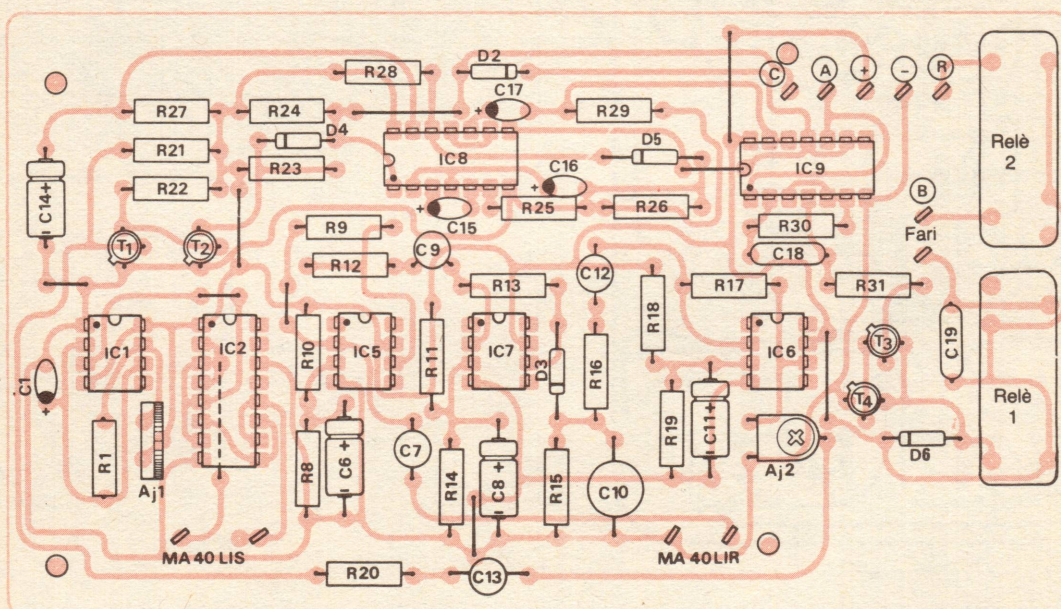 D2
R28
C
A
+
-
R
C17
+
R27
R24
R29
Relè
2
D4
D5
R21
IC8
IC9
C14+
-
R23
C16
+
R22
B
R25
R26
+
C15
R9
R30
Fari
T1
T2
C9
C18
R12
C12
R13
R17
R31
R18
IC1
IC2
R10
IC5
R11
IC7
D3
R16
IC6
T3
C19
C1
+
T4
Relè
1
R19
C11+
-
R1
Aj1
R8
C6 +
-
C7
R14
C8 +
-
R15
C10
Aj2
D6
MA 40 LIS
MA 40 LIR
R20
C13